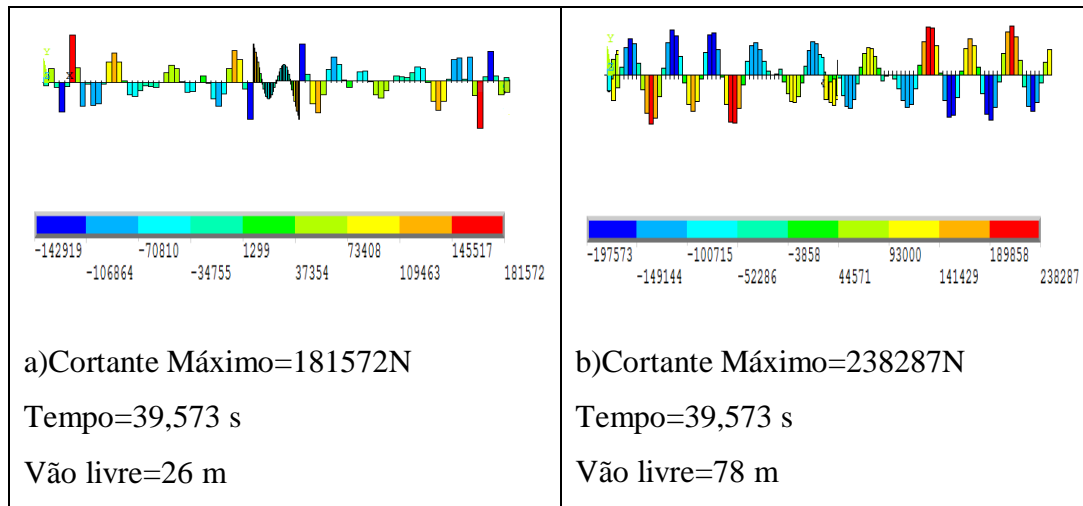 Y
X
-142919
-70810
1299
73408
145517
-106864
-34755
37354
109463
181572
a)Cortante Máximo=181572N
Tempo=39,573 s
Vão livre=26 m
Y
-197573
-100715
-3858
93000
189858
-149144
-52286
44571
141429
238287
b)Cortante Máximo=238287N
Tempo=39,573 s
Vão livre=78 m